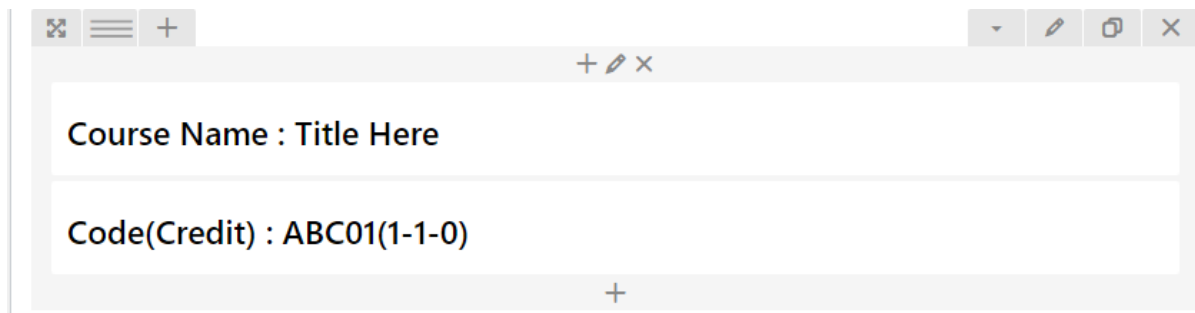 Course Name : Title Here
Code(Credit) : ABC01(1-1-0)